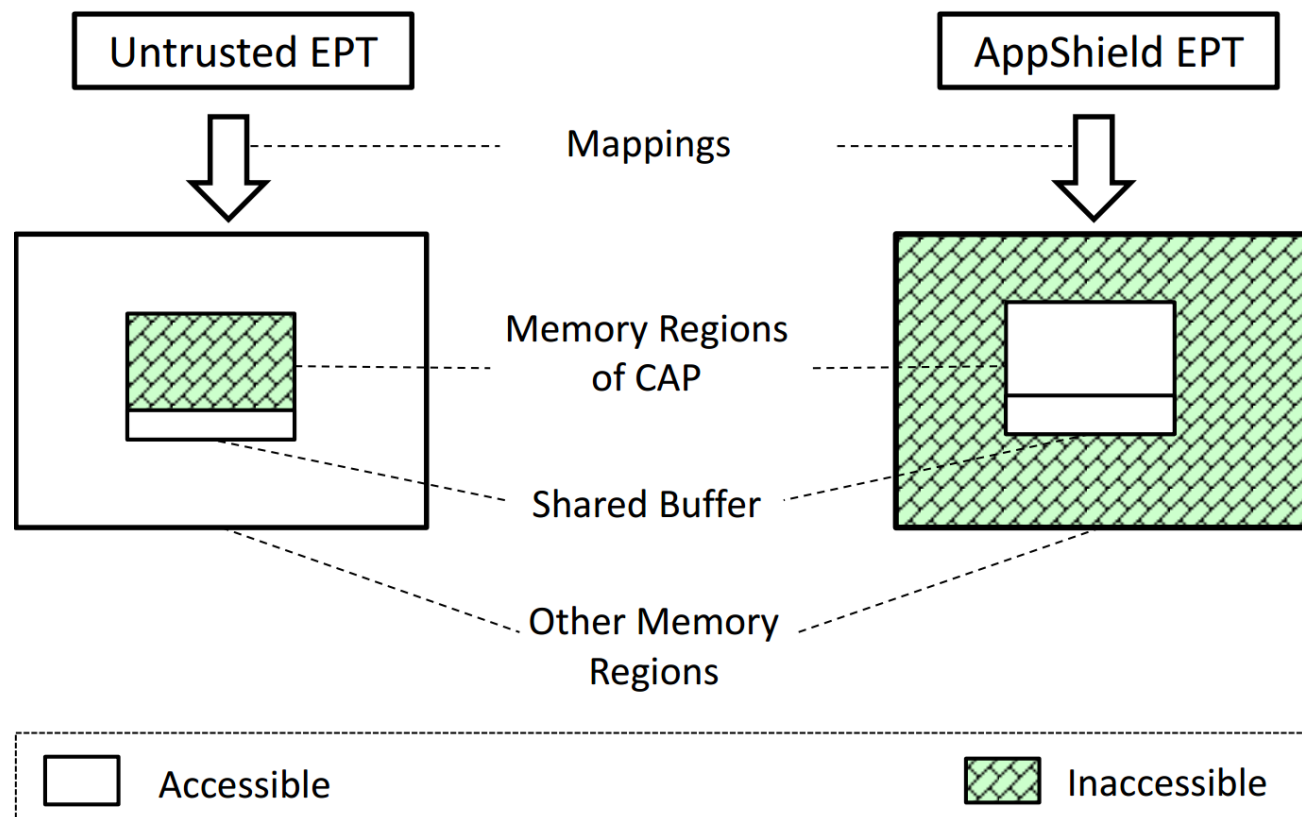 Untrusted EPT
AppShield EPT
Mappings
Memory Regions
of CAP
Shared Buffer
Other Memory
Regions
Accessible
Inaccessible